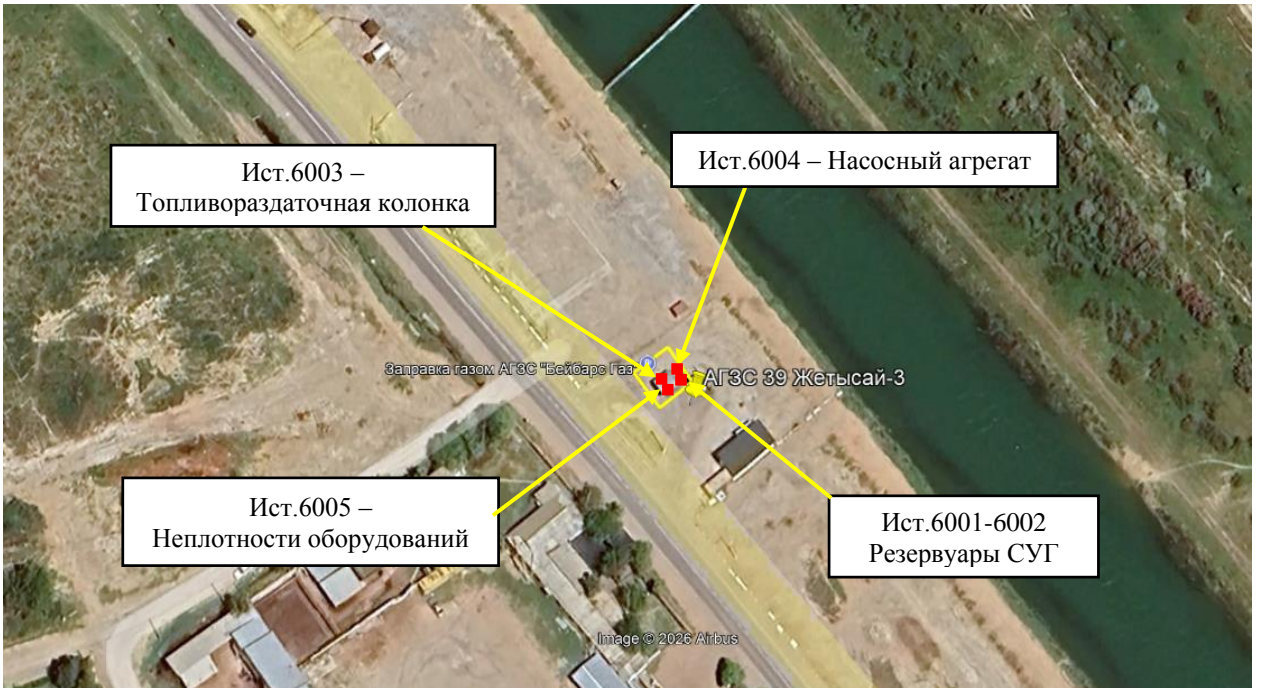 Ист.6003 –
Топливораздаточная колонка
Ист.6004 – Насосный агрегат
Заправка газом АГЗС "Бейбарс Газ"
АГЗС 39 Жетысай-3
Ист.6005 –
Неплотности оборудований
Ист.6001-6002
Резервуары СУГ
Image © 2026 Airbus